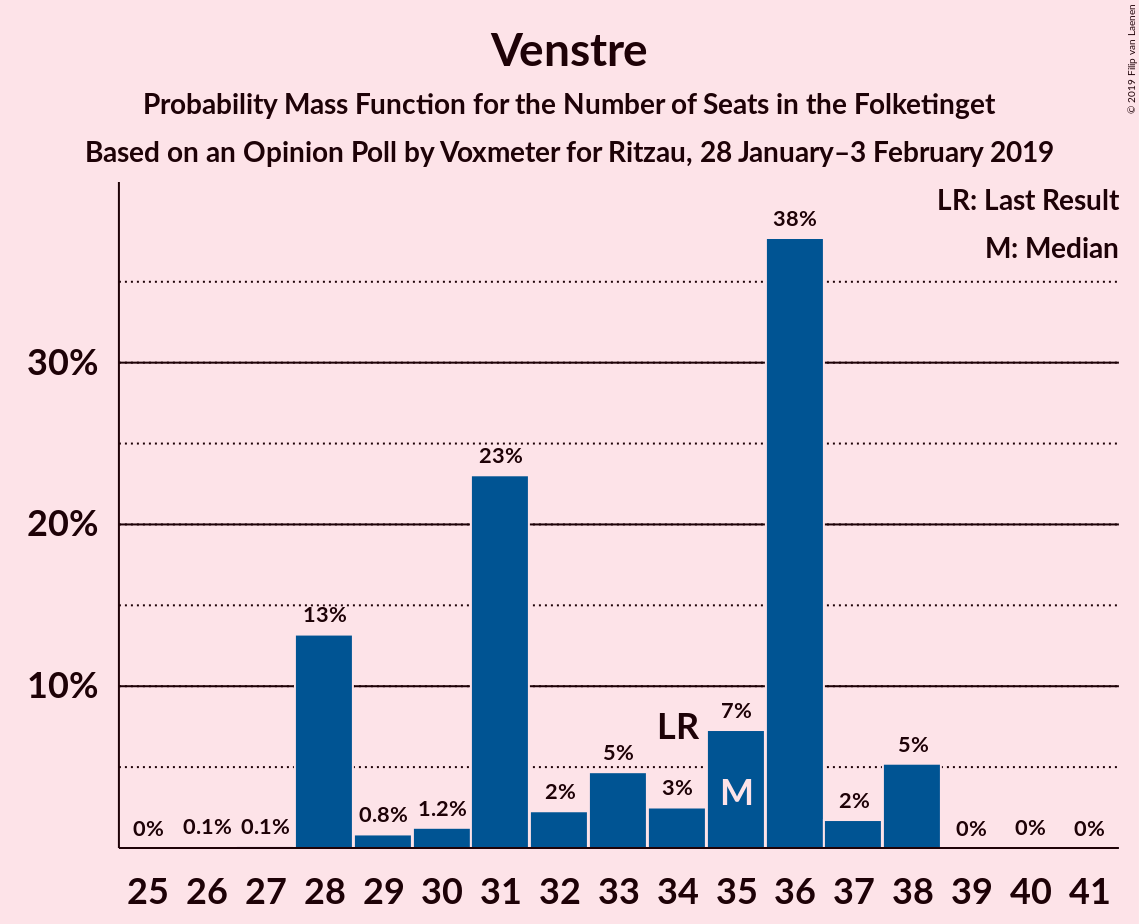 Venstre
Probability Mass Function for the Number of Seats in the Folketinget
Based on an Opinion Poll by Voxmeter for Ritzau, 28 January–3 February 2019
© 2019 Filip van Laenen
LR: Last Result
M: Median
38%
30%
23%
20%
13%
10%
LR
7%
5%
5%
M
3%
2%
2%
1.2%
0.8%
0%
0.1%
0.1%
0%
0%
0%
25 26 27 28 29 30 31 32 33 34 35 36 37 38 39 40 41